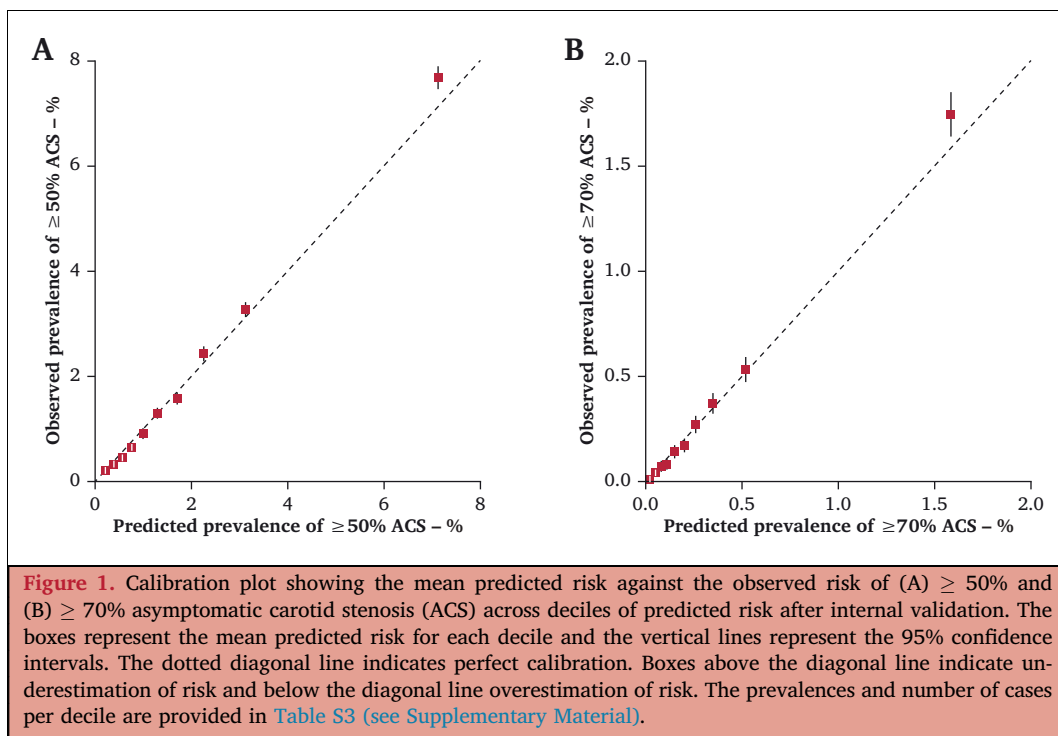 A
B
8
6
4
2
0
Observed prevalence of ≥50% ACS – %
0 2 4 6 8
Predicted prevalence of ≥50% ACS – %
2.0
1.5
1.0
0.5
0.0
Observed prevalence of ≥70% ACS – %
0.0 0.5 1.0 1.5 2.0
Predicted prevalence of ≥70% ACS – %
Figure 1. Calibration plot showing the mean predicted risk against the observed risk of (A) ≥ 50% and
(B) ≥ 70% asymptomatic carotid stenosis (ACS) across deciles of predicted risk after internal validation. The
boxes represent the mean predicted risk for each decile and the vertical lines represent the 95% confidence
intervals. The dotted diagonal line indicates perfect calibration. Boxes above the diagonal line indicate un-
derestimation of risk and below the diagonal line overestimation of risk. The prevalences and number of cases
per decile are provided in Table S3 (see Supplementary Material).